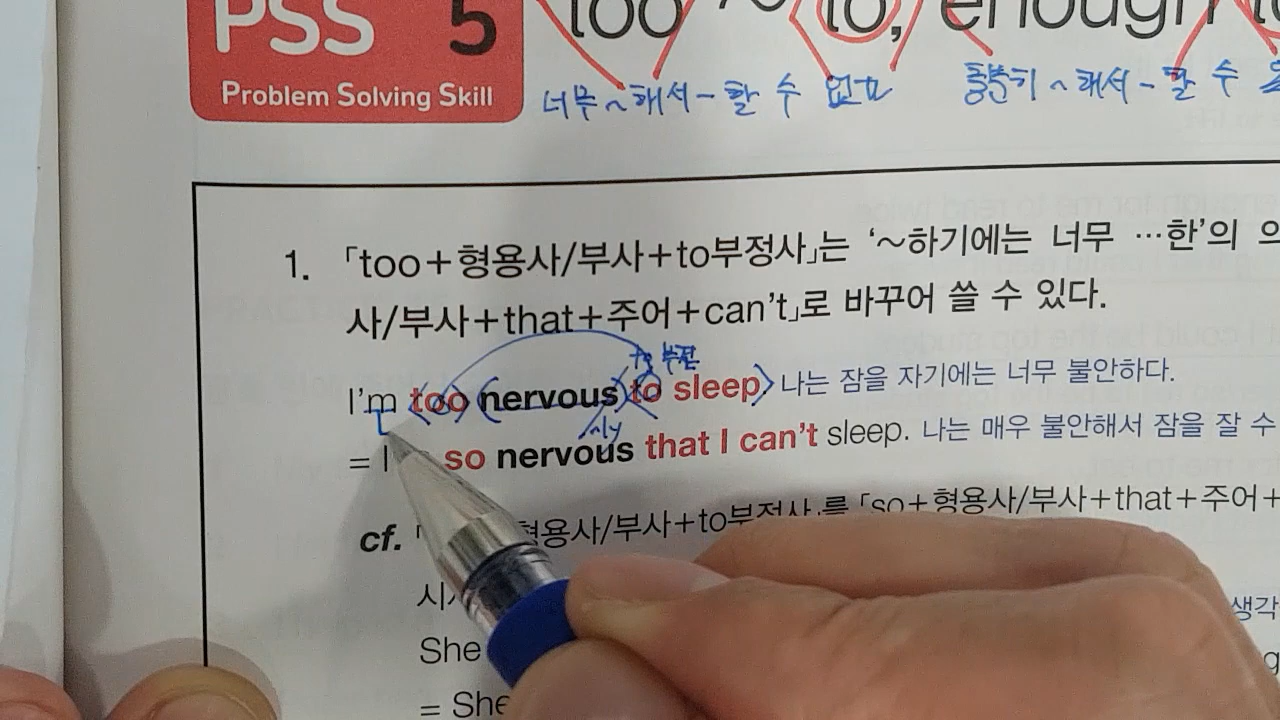 PSS 5 too ~ to, enough
Problem Solving Skill
너무 ~해서 - 할 수 없다 충분히 ~해서 - 할 수
1. 「too+형용사/부사+to부정사」는 ‘~하기에는 너무 …한’의 의
사/부사+that+주어+can’t」로 바꾸어 쓸 수 있다.
to 부정
I’m too nervous to sleep 나는 잠을 자기에는 너무 불안하다.
= I so nervous that I can’t sleep. 나는 매우 불안해서 잠을 잘 수
cf. 「 형용사/부사+to부정사」를 「so+형용사/부사+that+주어+
시 생각
She
= She